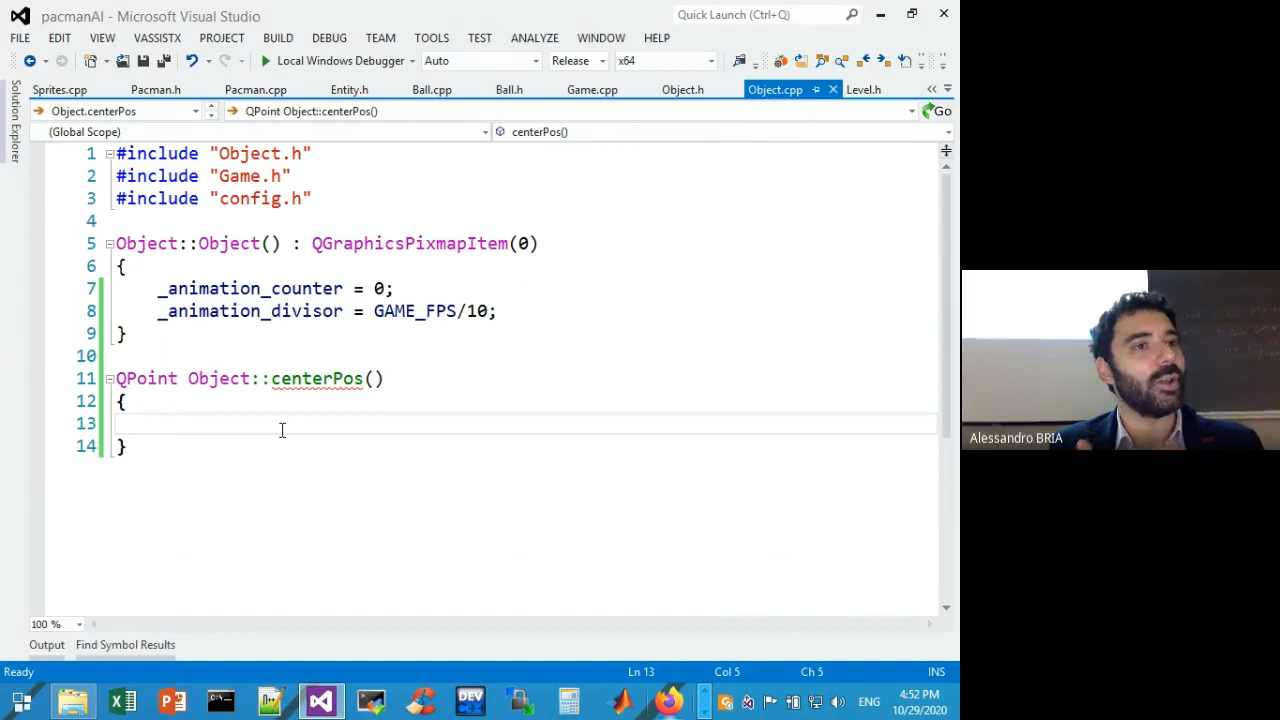 pacmanAI - Microsoft Visual Studio
Quick Launch (Ctrl+Q)
FILE EDIT VIEW VASSISTX PROJECT BUILD DEBUG TEAM TOOLS TEST ANALYZE WINDOW HELP
Local Windows Debugger Auto Release x64
Solution Explorer
Sprites.cpp Pacman.h Pacman.cpp Entity.h Ball.cpp Ball.h Game.cpp Object.h Object.cpp Level.h
Object.centerPos QPoint Object::centerPos() Go
(Global Scope) centerPos()
1 #include "Object.h"
2 #include "Game.h"
3 #include "config.h"
4
5 Object::Object() : QGraphicsPixmapItem(0)
6 {
7 _animation_counter = 0;
8 _animation_divisor = GAME_FPS/10;
9 }
10
11 QPoint Object::centerPos()
12 {
13
14 }
Alessandro BRIA
100 %
Output Find Symbol Results
Ready Ln 13 Col 5 Ch 5 INS
DEV
ENG
4:52 PM
10/29/2020